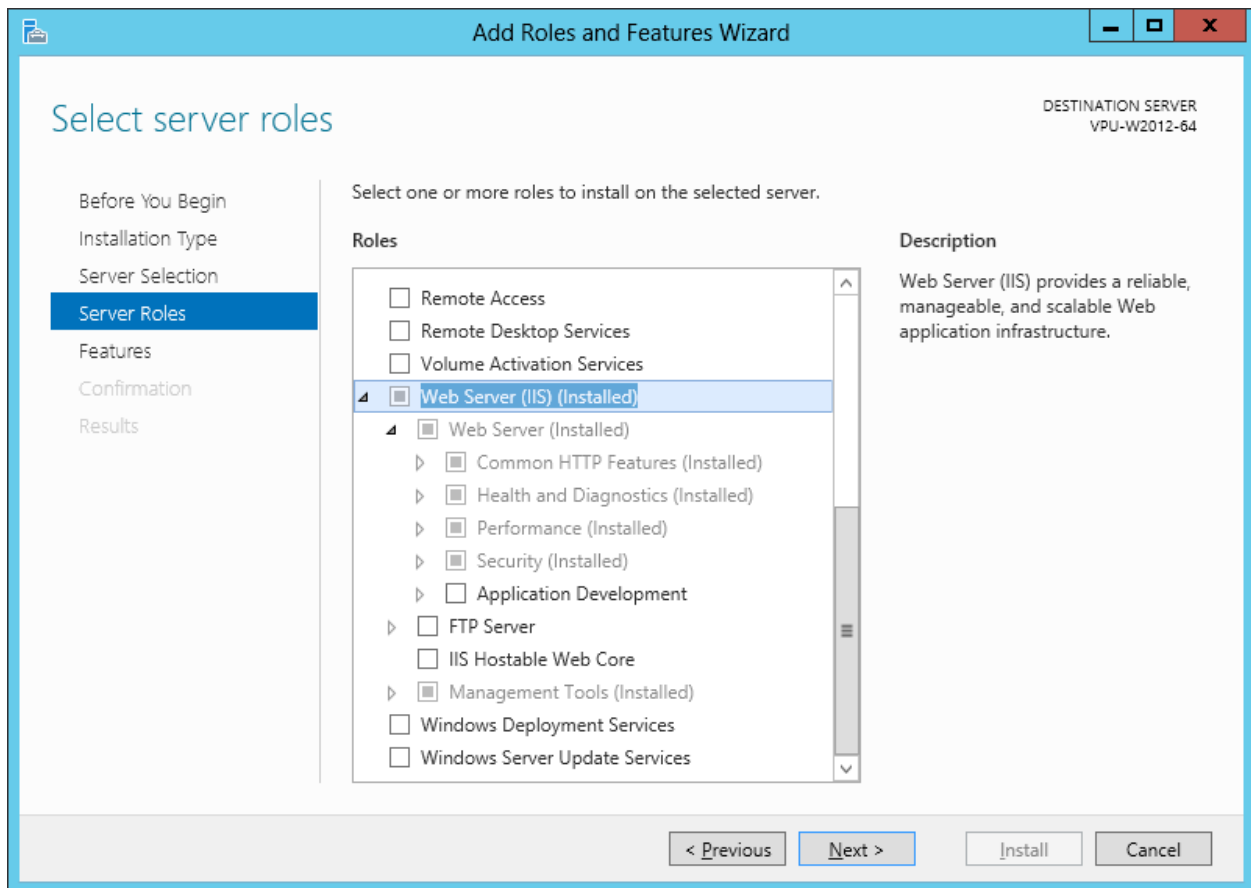 Add Roles and Features Wizard
Select server roles
DESTINATION SERVER
VPU-W2012-64
Before You Begin
Installation Type
Server Selection
Server Roles
Features
Confirmation
Results
Select one or more roles to install on the selected server.
Roles
Remote Access
Remote Desktop Services
Volume Activation Services
Web Server (IIS) (Installed)
Web Server (Installed)
Common HTTP Features (Installed)
Health and Diagnostics (Installed)
Performance (Installed)
Security (Installed)
Application Development
FTP Server
IIS Hostable Web Core
Management Tools (Installed)
Windows Deployment Services
Windows Server Update Services
Description
Web Server (IIS) provides a reliable,
manageable, and scalable Web
application infrastructure.
< Previous
Next >
Install
Cancel